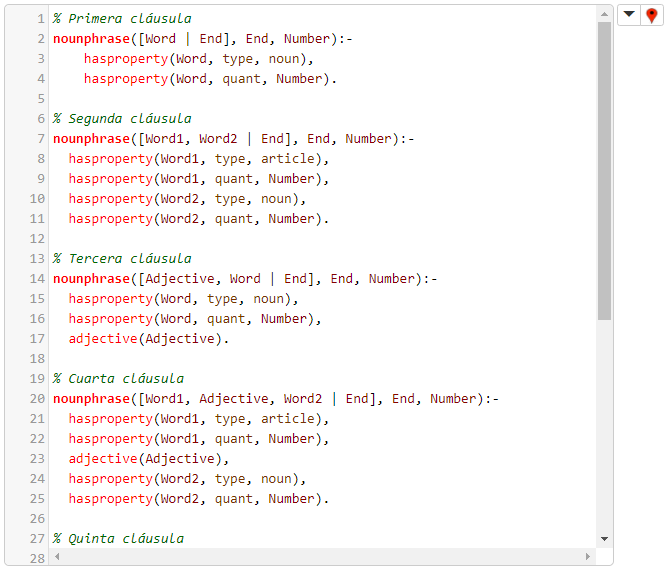 1 % Primera cláusula
2 nounphrase([Word | End], End, Number):-
3 hasproperty(Word, type, noun),
4 hasproperty(Word, quant, Number).
5
6 % Segunda cláusula
7 nounphrase([Word1, Word2 | End], End, Number):-
8 hasproperty(Word1, type, article),
9 hasproperty(Word1, quant, Number),
10 hasproperty(Word2, type, noun),
11 hasproperty(Word2, quant, Number).
12
13 % Tercera cláusula
14 nounphrase([Adjective, Word | End], End, Number):-
15 hasproperty(Word, type, noun),
16 hasproperty(Word, quant, Number),
17 adjective(Adjective).
18
19 % Cuarta cláusula
20 nounphrase([Word1, Adjective, Word2 | End], End, Number):-
21 hasproperty(Word1, type, article),
22 hasproperty(Word1, quant, Number),
23 adjective(Adjective),
24 hasproperty(Word2, type, noun),
25 hasproperty(Word2, quant, Number).
26
27 % Quinta cláusula
28